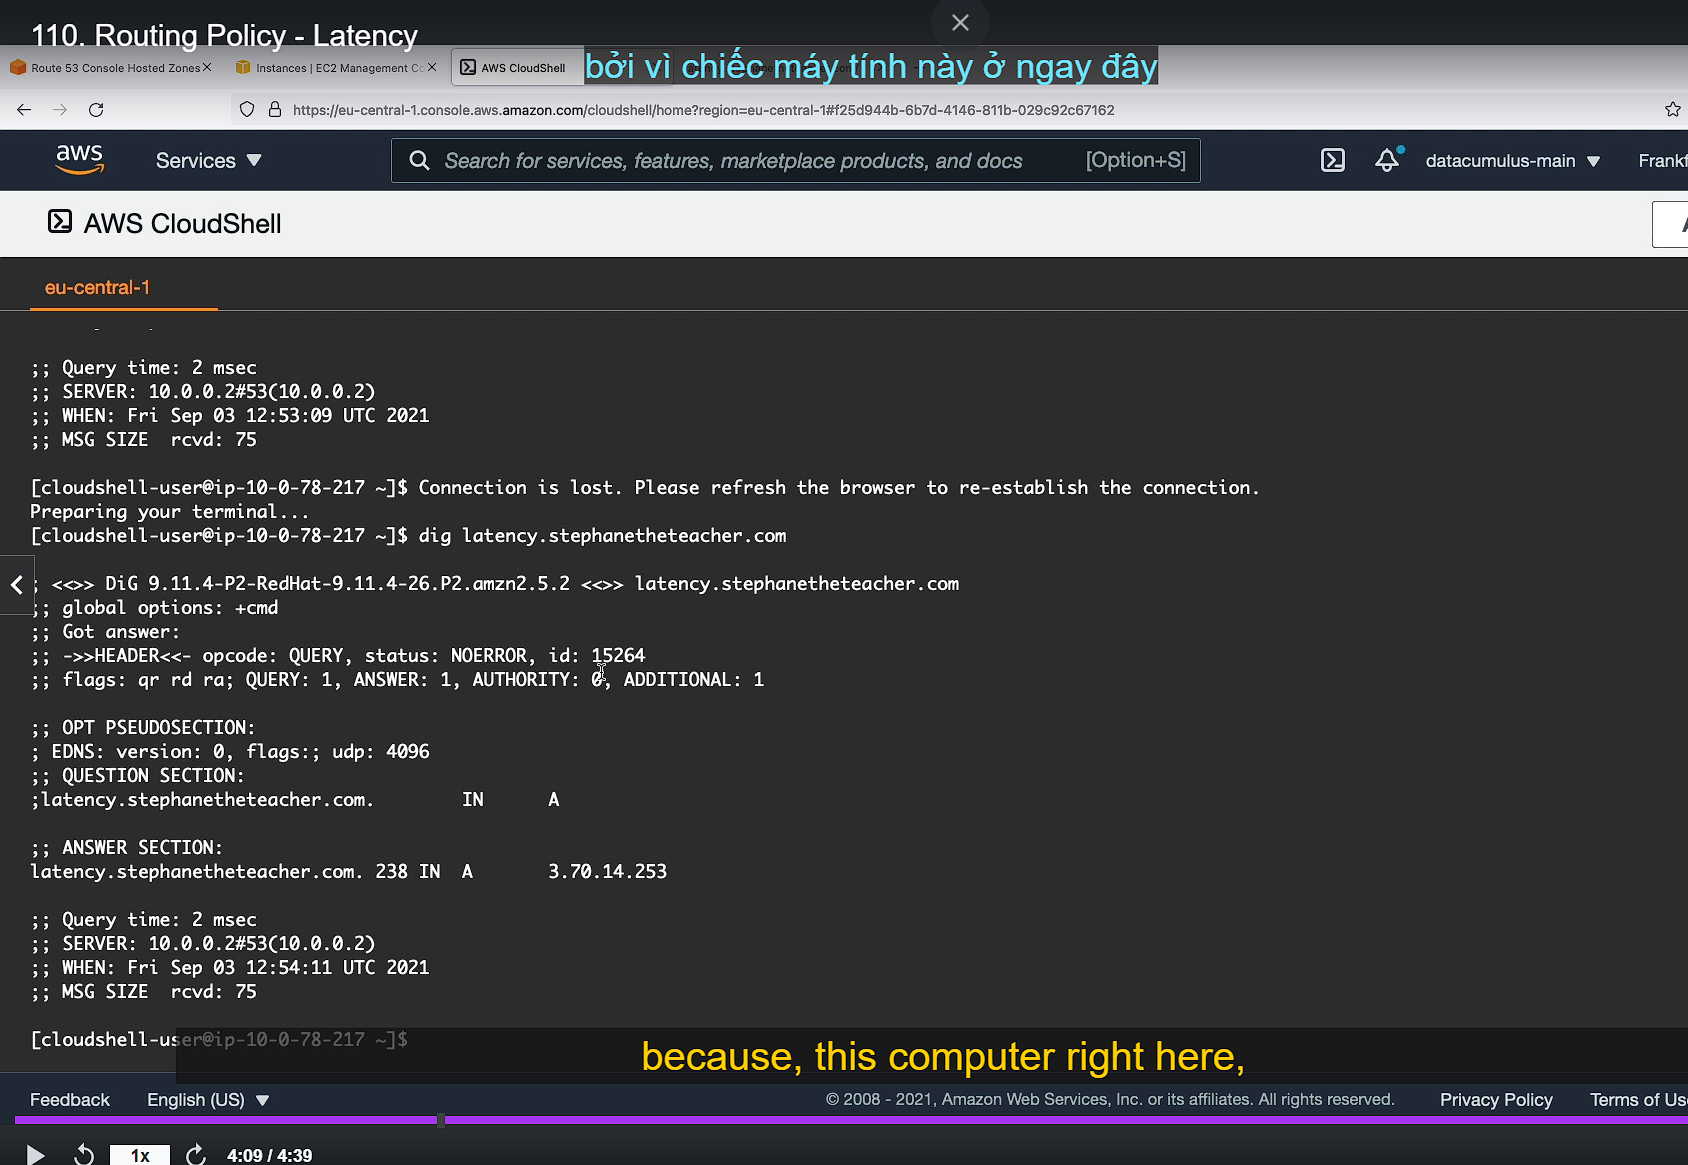 110. Routing Policy - Latency
Route 53 Console Hosted Zones
Instances | EC2 Management Co
AWS CloudShell
bởi vì chiếc máy tính này ở ngay đây
https://eu-central-1.console.aws.amazon.com/cloudshell/home?region=eu-central-1#f25d944b-6b7d-4146-811b-029c92c67162
aws
Services
Search for services, features, marketplace products, and docs
[Option+S]
datacumulus-main
Frankf
AWS CloudShell
eu-central-1
;; Query time: 2 msec
;; SERVER: 10.0.0.2#53(10.0.0.2)
;; WHEN: Fri Sep 03 12:53:09 UTC 2021
;; MSG SIZE  rcvd: 75
[cloudshell-user@ip-10-0-78-217 ~]$ Connection is lost. Please refresh the browser to re-establish the connection.
Preparing your terminal...
[cloudshell-user@ip-10-0-78-217 ~]$ dig latency.stephanetheteacher.com
; <<>> DiG 9.11.4-P2-RedHat-9.11.4-26.P2.amzn2.5.2 <<>> latency.stephanetheteacher.com
;; global options: +cmd
;; Got answer:
;; ->>HEADER<<- opcode: QUERY, status: NOERROR, id: 15264
;; flags: qr rd ra; QUERY: 1, ANSWER: 1, AUTHORITY: 0, ADDITIONAL: 1
;; OPT PSEUDOSECTION:
; EDNS: version: 0, flags:; udp: 4096
;; QUESTION SECTION:
;latency.stephanetheteacher.com.        IN      A
;; ANSWER SECTION:
latency.stephanetheteacher.com. 238 IN  A       3.70.14.253
;; Query time: 2 msec
;; SERVER: 10.0.0.2#53(10.0.0.2)
;; WHEN: Fri Sep 03 12:54:11 UTC 2021
;; MSG SIZE  rcvd: 75
[cloudshell-user@ip-10-0-78-217 ~]$
because, this computer right here,
Feedback
English (US)
© 2008 - 2021, Amazon Web Services, Inc. or its affiliates. All rights reserved.
Privacy Policy
Terms of Us
1x
4:09 / 4:39